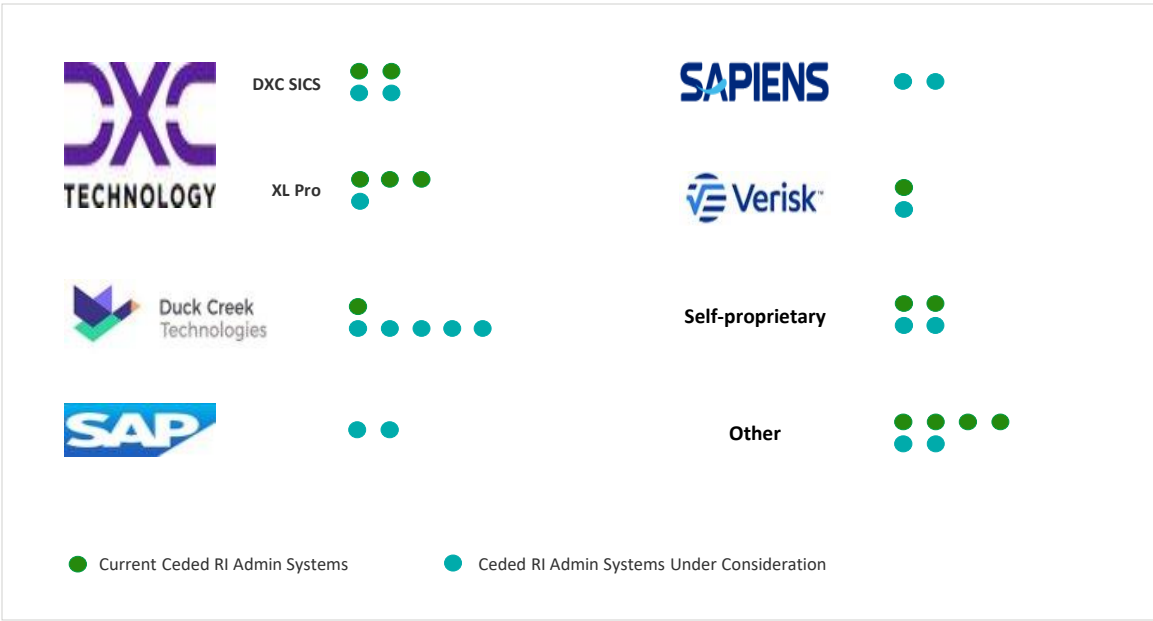 DXC
TECHNOLOGY
DXC SICS
XL Pro
Duck Creek
Technologies
SAP
SAPIENS
Verisk™
Self-proprietary
Other
Current Ceded RI Admin Systems
Ceded RI Admin Systems Under Consideration